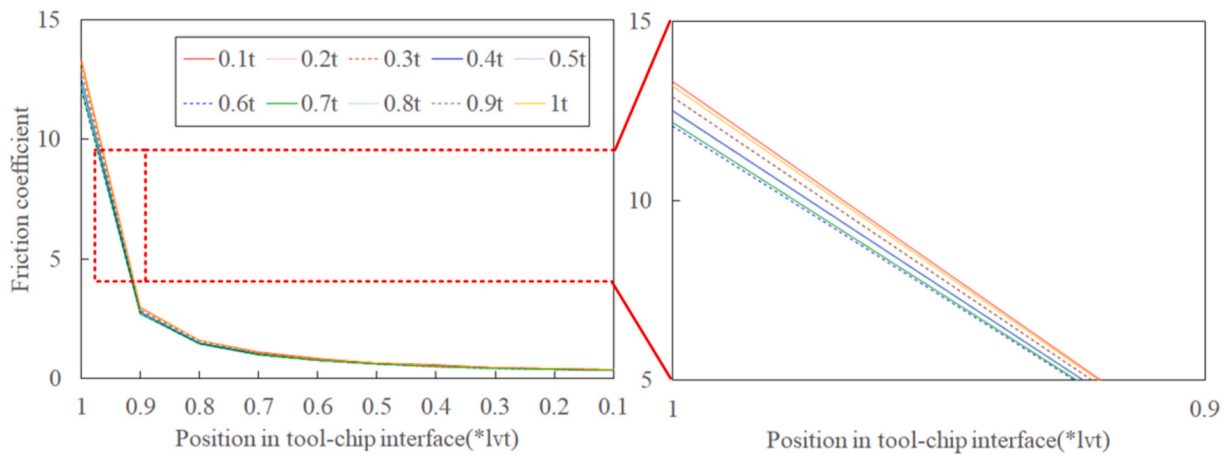 15
10
5
0
Friction coefficient
0.1t 0.2t 0.3t 0.4t 0.5t
0.6t 0.7t 0.8t 0.9t 1t
1 0.9 0.8 0.7 0.6 0.5 0.4 0.3 0.2 0.1
Position in tool-chip interface(*lvt)
15
10
5
1 0.9
Position in tool-chip interface(*lvt)